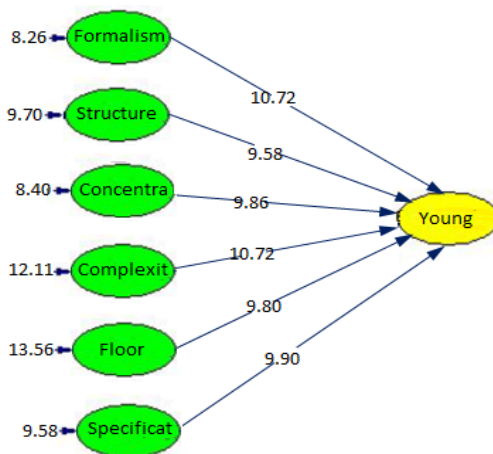 8.26 Formalism
10.72
9.70 Structure
9.58
8.40 Concentra
9.86
Young
12.11 Complexit
10.72
13.56 Floor
9.80
9.90
9.58 Specificat